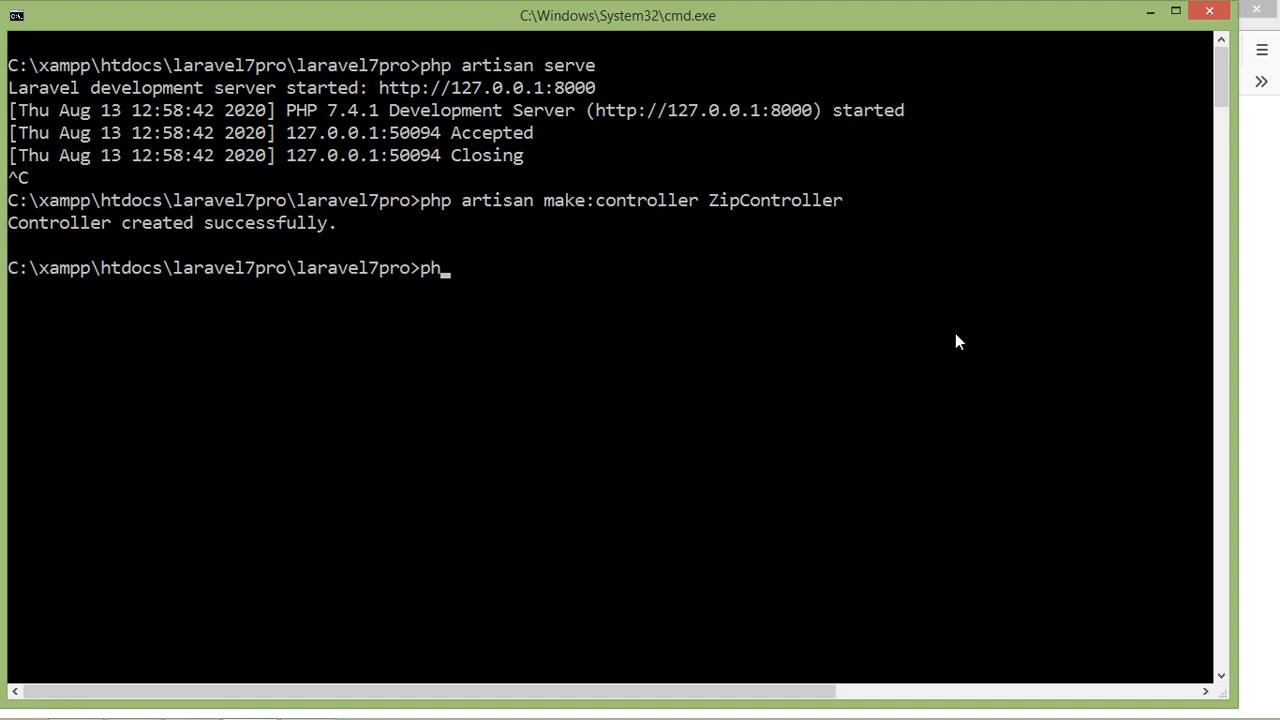 C:\Windows\System32\cmd.exe
C:\xampp\htdocs\laravel7pro\laravel7pro>php artisan serve
Laravel development server started: http://127.0.0.1:8000
[Thu Aug 13 12:58:42 2020] PHP 7.4.1 Development Server (http://127.0.0.1:8000) started
[Thu Aug 13 12:58:42 2020] 127.0.0.1:50094 Accepted
[Thu Aug 13 12:58:42 2020] 127.0.0.1:50094 Closing
^C
C:\xampp\htdocs\laravel7pro\laravel7pro>php artisan make:controller ZipController
Controller created successfully.
C:\xampp\htdocs\laravel7pro\laravel7pro>ph